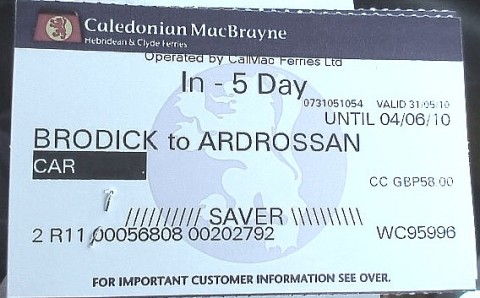 Caledonian MacBrayne
Hebridean & Clyde Ferries
Operated by CalMac Ferries Ltd
In - 5 Day
0731051054 VALID 31/05/10
UNTIL 04/06/10
BRODICK to ARDROSSAN
CAR
CC GBP58.00
////////// SAVER \\\\\\\\\\
2 R11 00056808 00202792 WC95996
FOR IMPORTANT CUSTOMER INFORMATION SEE OVER.